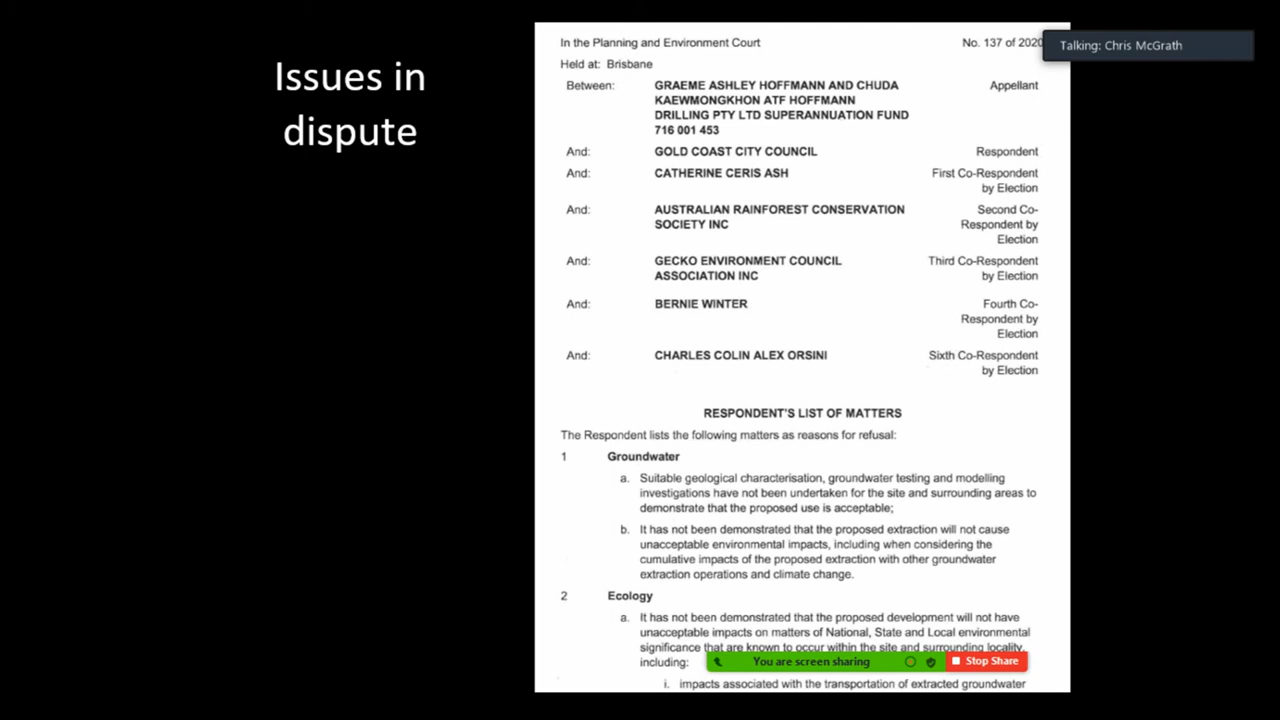 Issues in
dispute
In the Planning and Environment Court No. 137 of 2020
Talking: Chris McGrath
Held at: Brisbane
Between: GRAEME ASHLEY HOFFMANN AND CHUDA Appellant
KAEWMONGKHON ATF HOFFMANN
DRILLING PTY LTD SUPERANNUATION FUND
716 001 453
And: GOLD COAST CITY COUNCIL Respondent
And: CATHERINE CERIS ASH First Co-Respondent
by Election
And: AUSTRALIAN RAINFOREST CONSERVATION Second Co-
SOCIETY INC Respondent by
Election
And: GECKO ENVIRONMENT COUNCIL Third Co-Respondent
ASSOCIATION INC by Election
And: BERNIE WINTER Fourth Co-
Respondent by
Election
And: CHARLES COLIN ALEX ORSINI Sixth Co-Respondent
by Election
RESPONDENT'S LIST OF MATTERS
The Respondent lists the following matters as reasons for refusal:
1 Groundwater
a. Suitable geological characterisation, groundwater testing and modelling
investigations have not been undertaken for the site and surrounding areas to
demonstrate that the proposed use is acceptable;
b. It has not been demonstrated that the proposed extraction will not cause
unacceptable environmental impacts, including when considering the
cumulative impacts of the proposed extraction with other groundwater
extraction operations and climate change.
2 Ecology
a. It has not been demonstrated that the proposed development will not have
unacceptable impacts on matters of National, State and Local environmental
significance that are known to occur within the site and surrounding locality,
including:
You are screen sharing Stop Share
i. impacts associated with the transportation of extracted groundwater